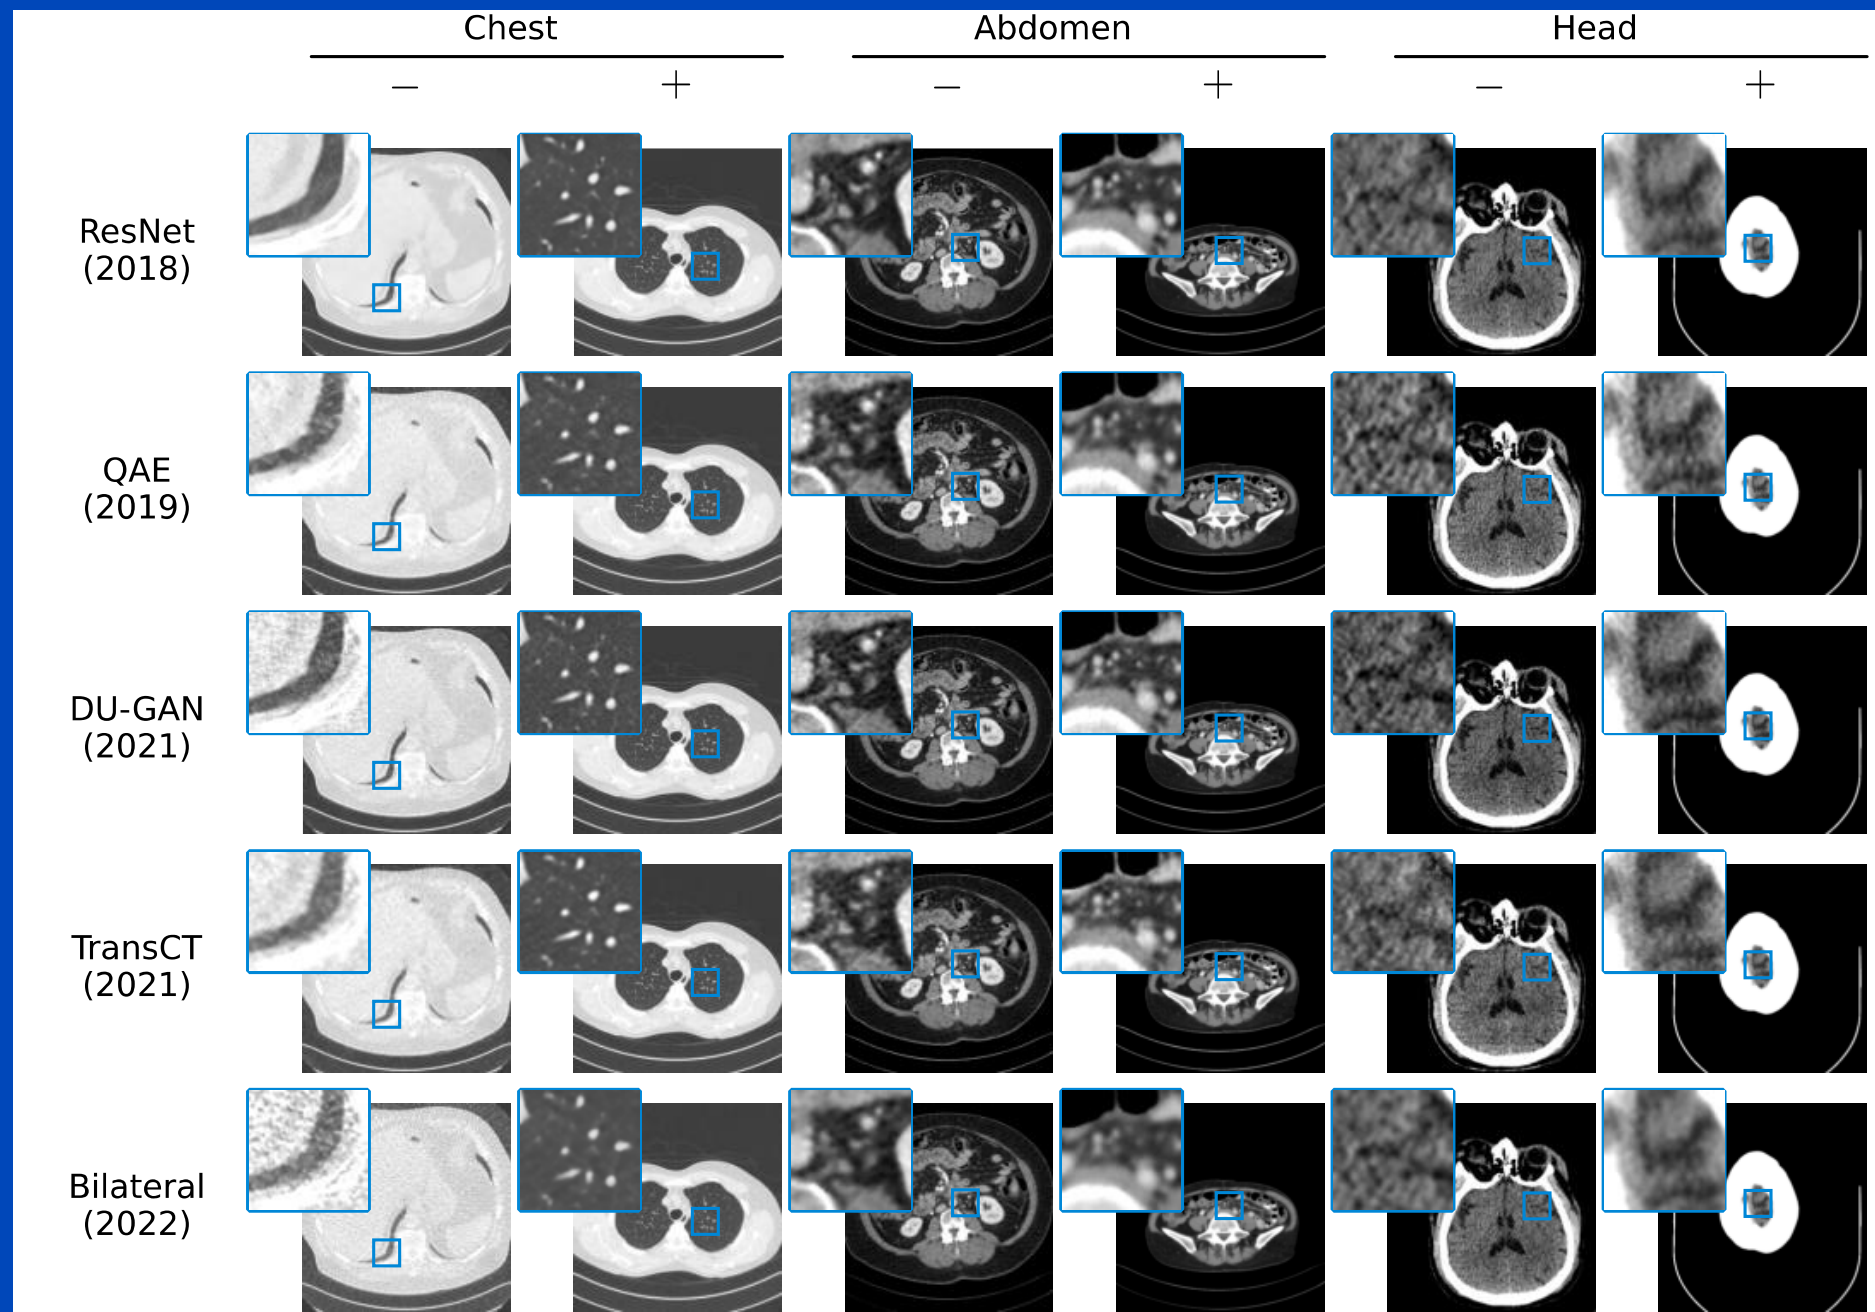 Chest Abdomen Head
− + − + − +
ResNet
(2018)
QAE
(2019)
DU-GAN
(2021)
TransCT
(2021)
Bilateral
(2022)